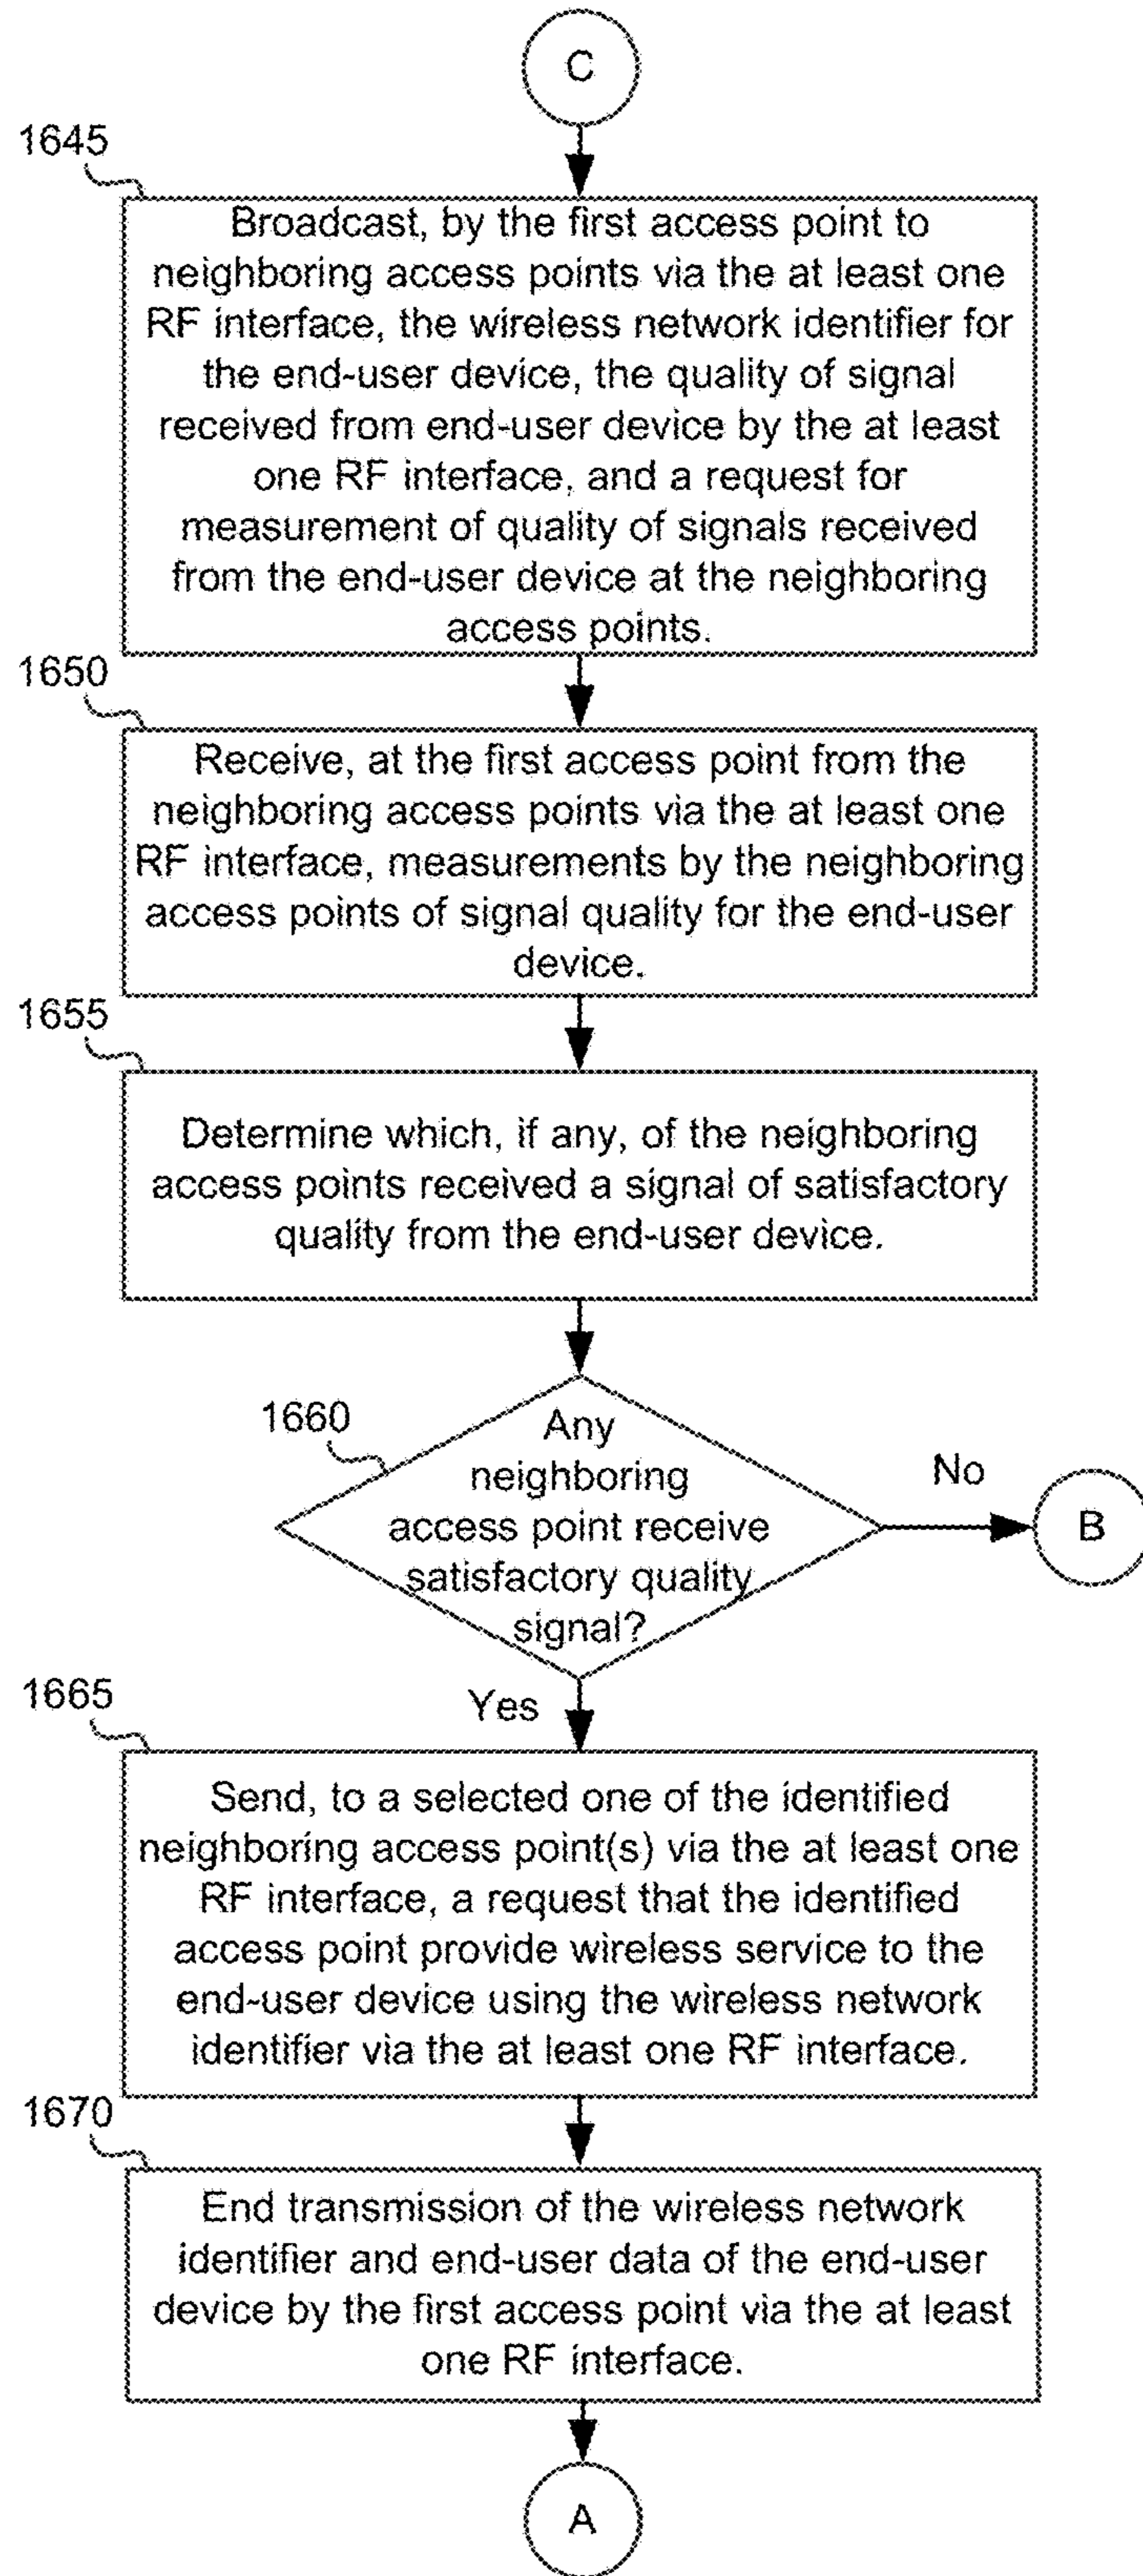 C
1645
Broadcast, by the first access point to
neighboring access points via the at least one
RF interface, the wireless network identifier for
the end-user device, the quality of signal
received from end-user device by the at least
one RF interface, and a request for
measurement of quality of signals received
from the end-user device at the neighboring
access points.
1650
Receive, at the first access point from the
neighboring access points via the at least one
RF interface, measurements by the neighboring
access points of signal quality for the end-user
device.
1655
Determine which, if any, of the neighboring
access points received a signal of satisfactory
quality from the end-user device.
1660
Any
neighboring
access point receive
satisfactory quality
signal?
No
B
Yes
1665
Send, to a selected one of the identified
neighboring access point(s) via the at least one
RF interface, a request that the identified
access point provide wireless service to the
end-user device using the wireless network
identifier via the at least one RF interface.
1670
End transmission of the wireless network
identifier and end-user data of the end-user
device by the first access point via the at least
one RF interface.
A